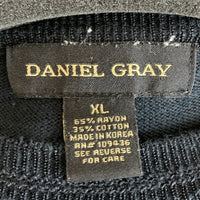 DANIEL GRAY
XL
65% RAYON
35% COTTON
MADE IN KOREA
RN# 109436
SEE REVERSE
FOR CARE